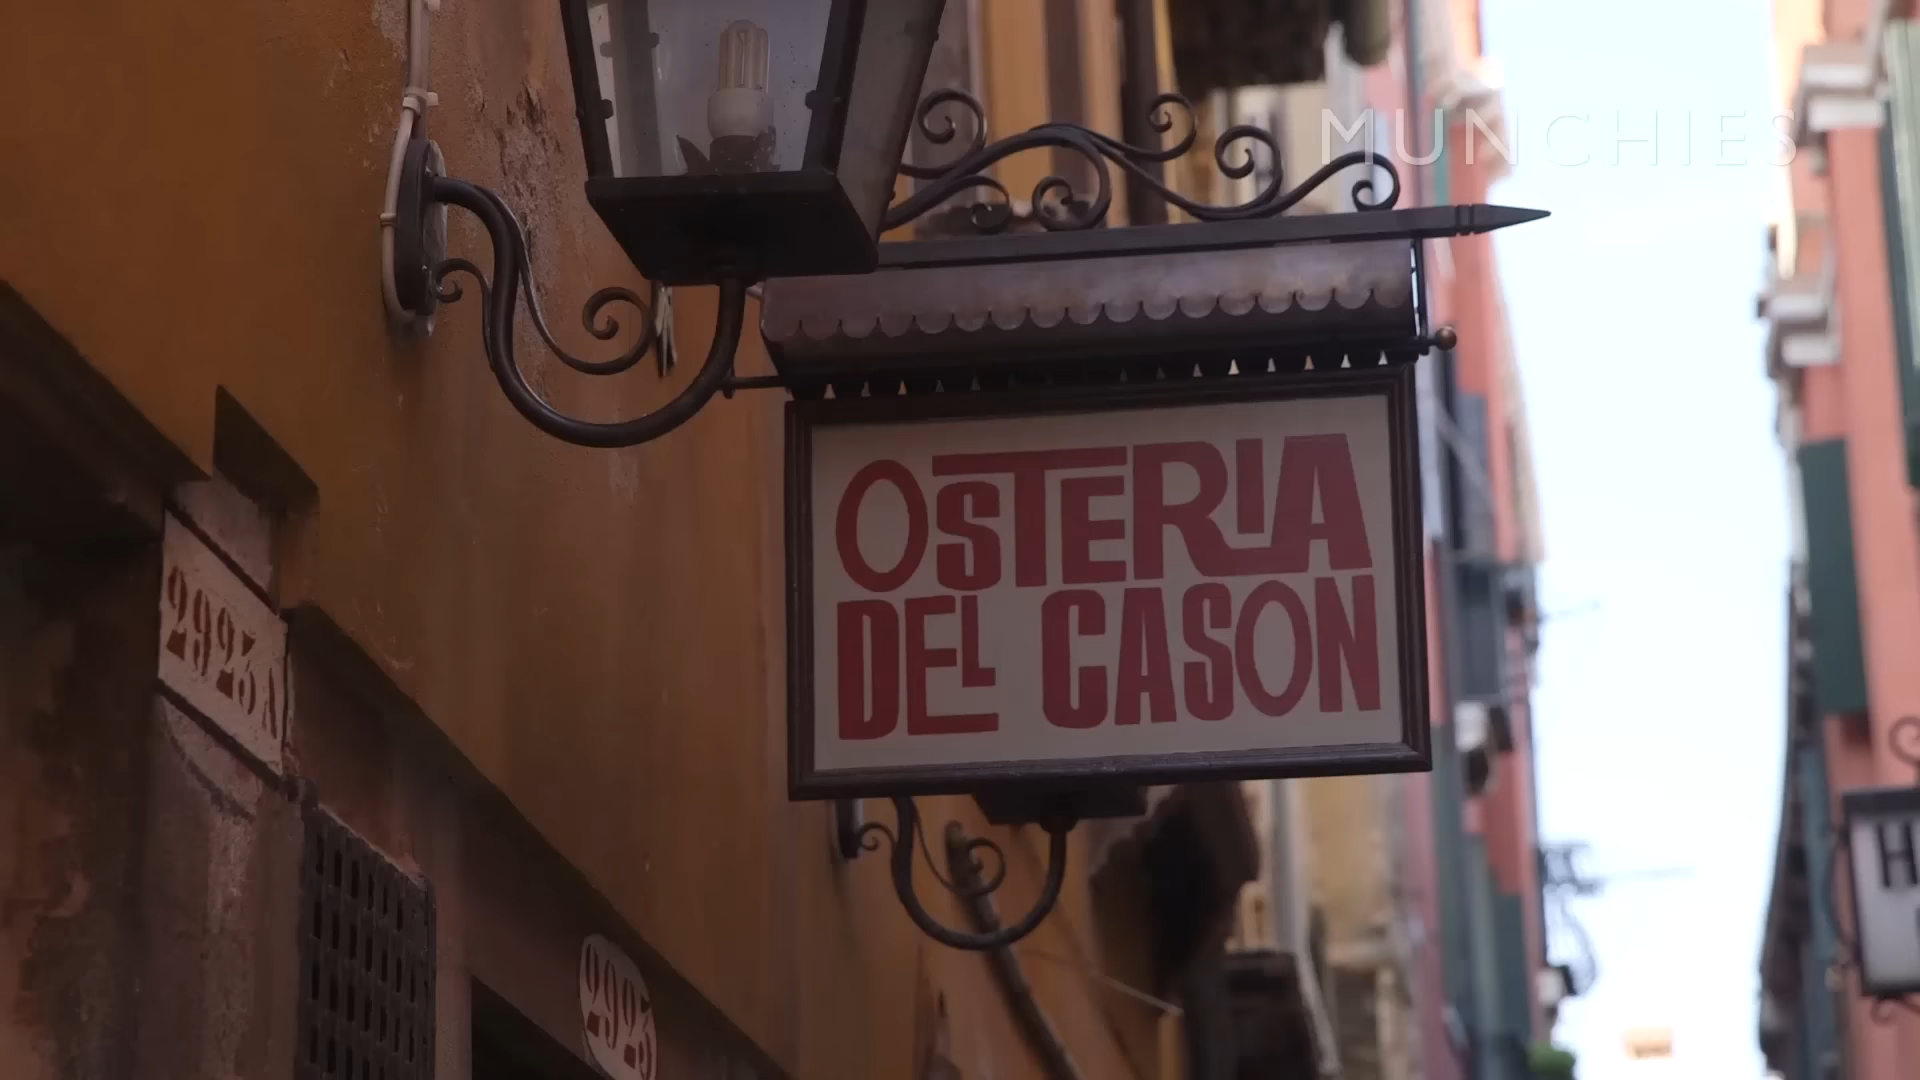 MUNCHIES
OSTERIA
DEL CASON
2923 A
2923
H